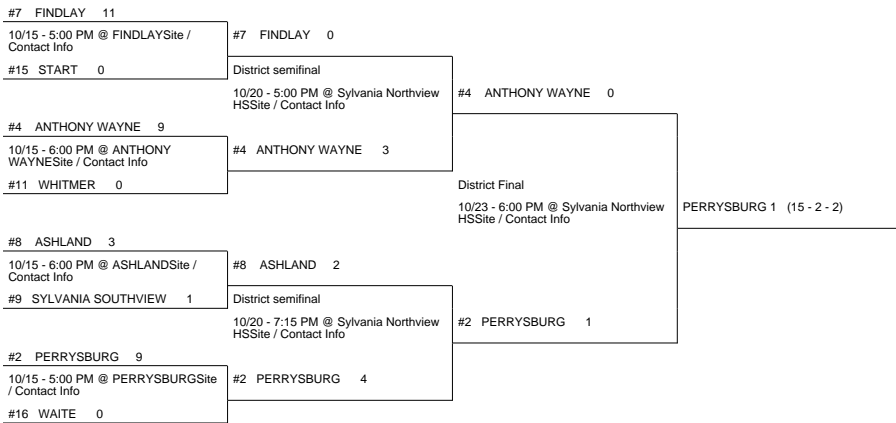 #7 FINDLAY 11
10/15 - 5:00 PM @ FINDLAYSite /
Contact Info
#15 START 0
#7 FINDLAY 0
District semifinal
10/20 - 5:00 PM @ Sylvania Northview
HSSite / Contact Info
#4 ANTHONY WAYNE 9
10/15 - 6:00 PM @ ANTHONY
WAYNESite / Contact Info
#11 WHITMER 0
#4 ANTHONY WAYNE 3
#4 ANTHONY WAYNE 0
District Final
10/23 - 6:00 PM @ Sylvania Northview
HSSite / Contact Info
PERRYSBURG 1 (15 - 2 - 2)
#8 ASHLAND 3
10/15 - 6:00 PM @ ASHLANDSite /
Contact Info
#9 SYLVANIA SOUTHVIEW 1
#8 ASHLAND 2
District semifinal
10/20 - 7:15 PM @ Sylvania Northview
HSSite / Contact Info
#2 PERRYSBURG 1
#2 PERRYSBURG 9
10/15 - 5:00 PM @ PERRYSBURGSite
/ Contact Info
#16 WAITE 0
#2 PERRYSBURG 4